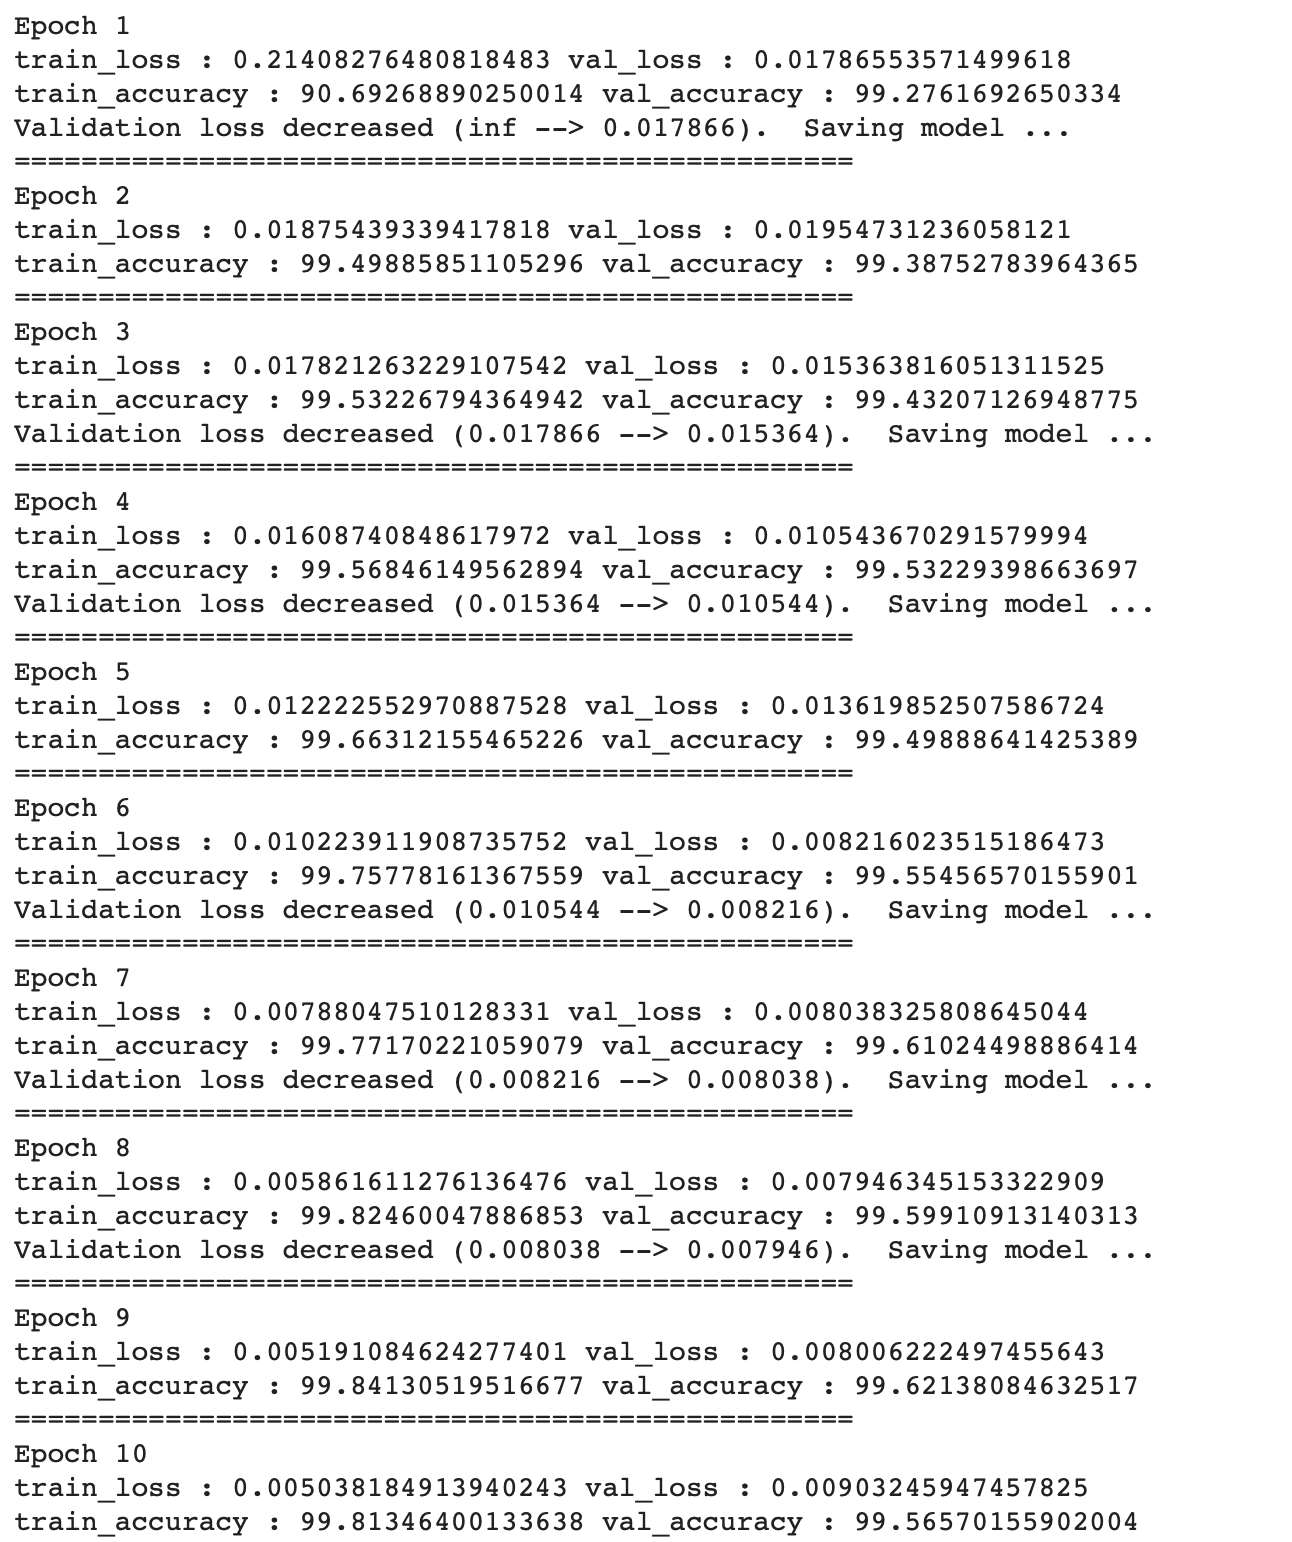 Epoch 1
train_loss : 0.21408276480818483 val_loss : 0.01786553571499618
train_accuracy : 90.69268890250014 val_accuracy : 99.2761692650334
Validation loss decreased (inf --> 0.017866).  Saving model ...
==================================================
Epoch 2
train_loss : 0.01875439339417818 val_loss : 0.01954731236058121
train_accuracy : 99.49885851105296 val_accuracy : 99.38752783964365
==================================================
Epoch 3
train_loss : 0.017821263229107542 val_loss : 0.015363816051311525
train_accuracy : 99.53226794364942 val_accuracy : 99.43207126948775
Validation loss decreased (0.017866 --> 0.015364).  Saving model ...
==================================================
Epoch 4
train_loss : 0.01608740848617972 val_loss : 0.010543670291579994
train_accuracy : 99.56846149562894 val_accuracy : 99.53229398663697
Validation loss decreased (0.015364 --> 0.010544).  Saving model ...
==================================================
Epoch 5
train_loss : 0.012222552970887528 val_loss : 0.013619852507586724
train_accuracy : 99.66312155465226 val_accuracy : 99.49888641425389
==================================================
Epoch 6
train_loss : 0.010223911908735752 val_loss : 0.008216023515186473
train_accuracy : 99.75778161367559 val_accuracy : 99.55456570155901
Validation loss decreased (0.010544 --> 0.008216).  Saving model ...
==================================================
Epoch 7
train_loss : 0.00788047510128331 val_loss : 0.008038325808645044
train_accuracy : 99.77170221059079 val_accuracy : 99.61024498886414
Validation loss decreased (0.008216 --> 0.008038).  Saving model ...
==================================================
Epoch 8
train_loss : 0.005861611276136476 val_loss : 0.007946345153322909
train_accuracy : 99.82460047886853 val_accuracy : 99.59910913140313
Validation loss decreased (0.008038 --> 0.007946).  Saving model ...
==================================================
Epoch 9
train_loss : 0.005191084624277401 val_loss : 0.008006222497455643
train_accuracy : 99.84130519516677 val_accuracy : 99.62138084632517
==================================================
Epoch 10
train_loss : 0.005038184913940243 val_loss : 0.00903245947457825
train_accuracy : 99.81346400133638 val_accuracy : 99.56570155902004